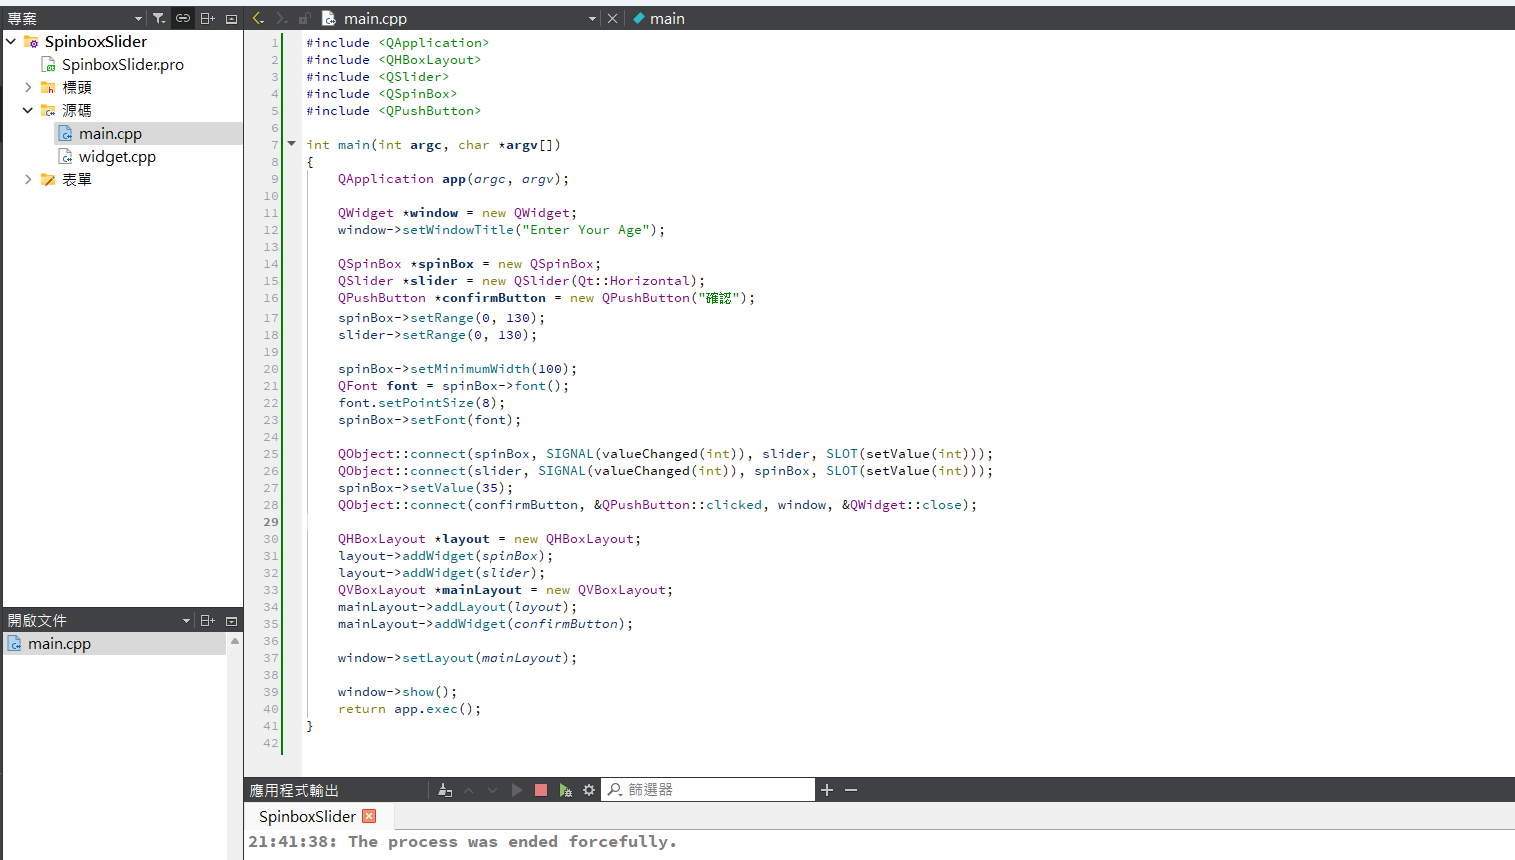 專案
main.cpp
main
SpinboxSlider
SpinboxSlider.pro
標頭
源碼
main.cpp
widget.cpp
表單
開啟文件
main.cpp
1 #include <QApplication>
2 #include <QHBoxLayout>
3 #include <QSlider>
4 #include <QSpinBox>
5 #include <QPushButton>
6
7 int main(int argc, char *argv[])
8 {
9 QApplication app(argc, argv);
10
11 QWidget *window = new QWidget;
12 window->setWindowTitle("Enter Your Age");
13
14 QSpinBox *spinBox = new QSpinBox;
15 QSlider *slider = new QSlider(Qt::Horizontal);
16 QPushButton *confirmButton = new QPushButton("確認");
17 spinBox->setRange(0, 130);
18 slider->setRange(0, 130);
19
20 spinBox->setMinimumWidth(100);
21 QFont font = spinBox->font();
22 font.setPointSize(8);
23 spinBox->setFont(font);
24
25 QObject::connect(spinBox, SIGNAL(valueChanged(int)), slider, SLOT(setValue(int)));
26 QObject::connect(slider, SIGNAL(valueChanged(int)), spinBox, SLOT(setValue(int)));
27 spinBox->setValue(35);
28 QObject::connect(confirmButton, &QPushButton::clicked, window, &QWidget::close);
29
30 QHBoxLayout *layout = new QHBoxLayout;
31 layout->addWidget(spinBox);
32 layout->addWidget(slider);
33 QVBoxLayout *mainLayout = new QVBoxLayout;
34 mainLayout->addLayout(layout);
35 mainLayout->addWidget(confirmButton);
36
37 window->setLayout(mainLayout);
38
39 window->show();
40 return app.exec();
41 }
42
應用程式輸出
篩選器
SpinboxSlider
21:41:38: The process was ended forcefully.